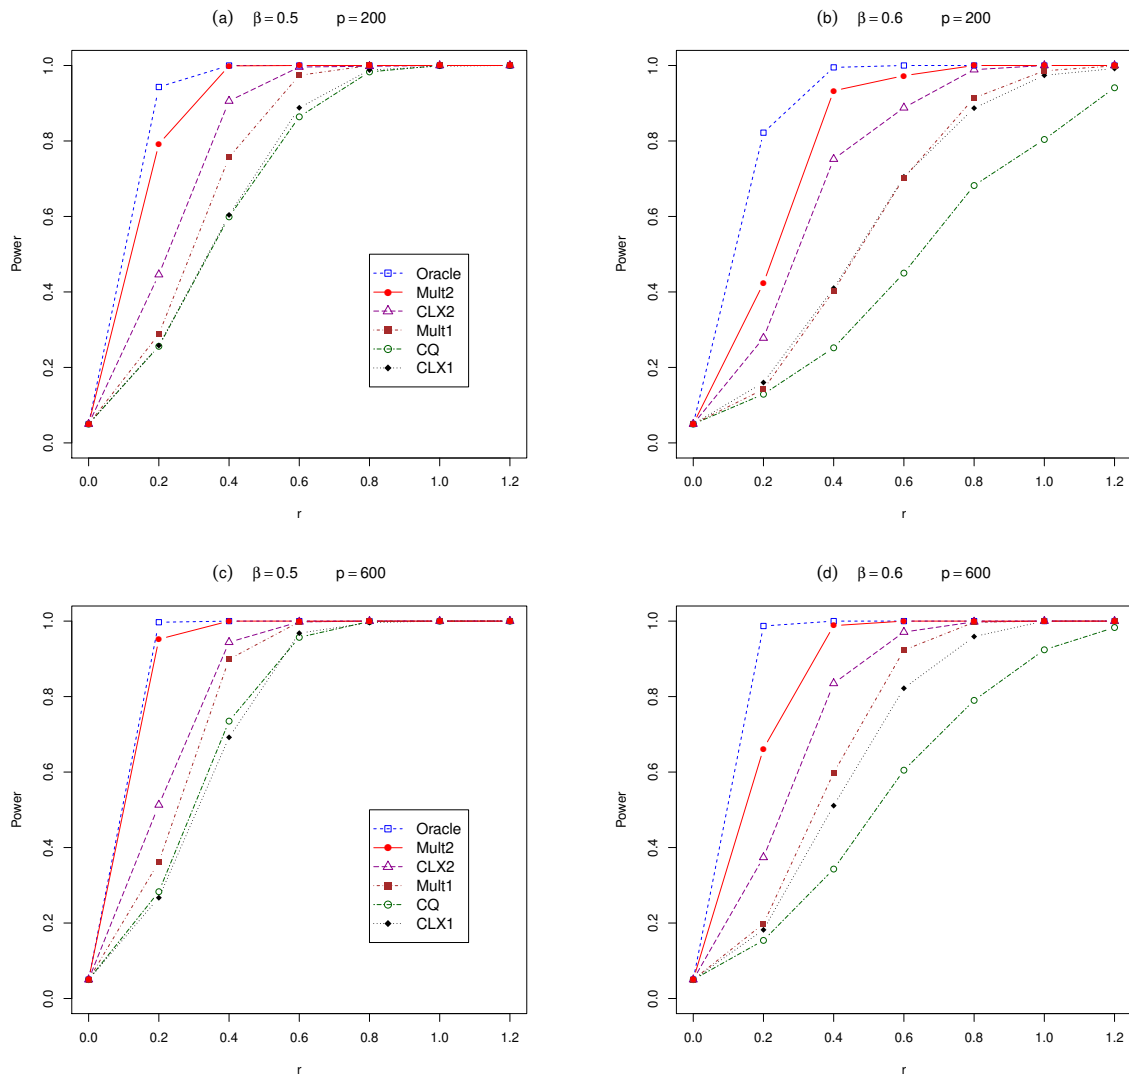 (a) β = 0.5 p = 200
Power
0.0 0.2 0.4 0.6 0.8 1.0
Oracle
Mult2
CLX2
Mult1
CQ
CLX1
0.0 0.2 0.4 0.6 0.8 1.0 1.2
r
(b) β = 0.6 p = 200
Power
0.0 0.2 0.4 0.6 0.8 1.0
0.0 0.2 0.4 0.6 0.8 1.0 1.2
r
(c) β = 0.5 p = 600
Power
0.0 0.2 0.4 0.6 0.8 1.0
Oracle
Mult2
CLX2
Mult1
CQ
CLX1
0.0 0.2 0.4 0.6 0.8 1.0 1.2
r
(d) β = 0.6 p = 600
Power
0.0 0.2 0.4 0.6 0.8 1.0
0.0 0.2 0.4 0.6 0.8 1.0 1.2
r